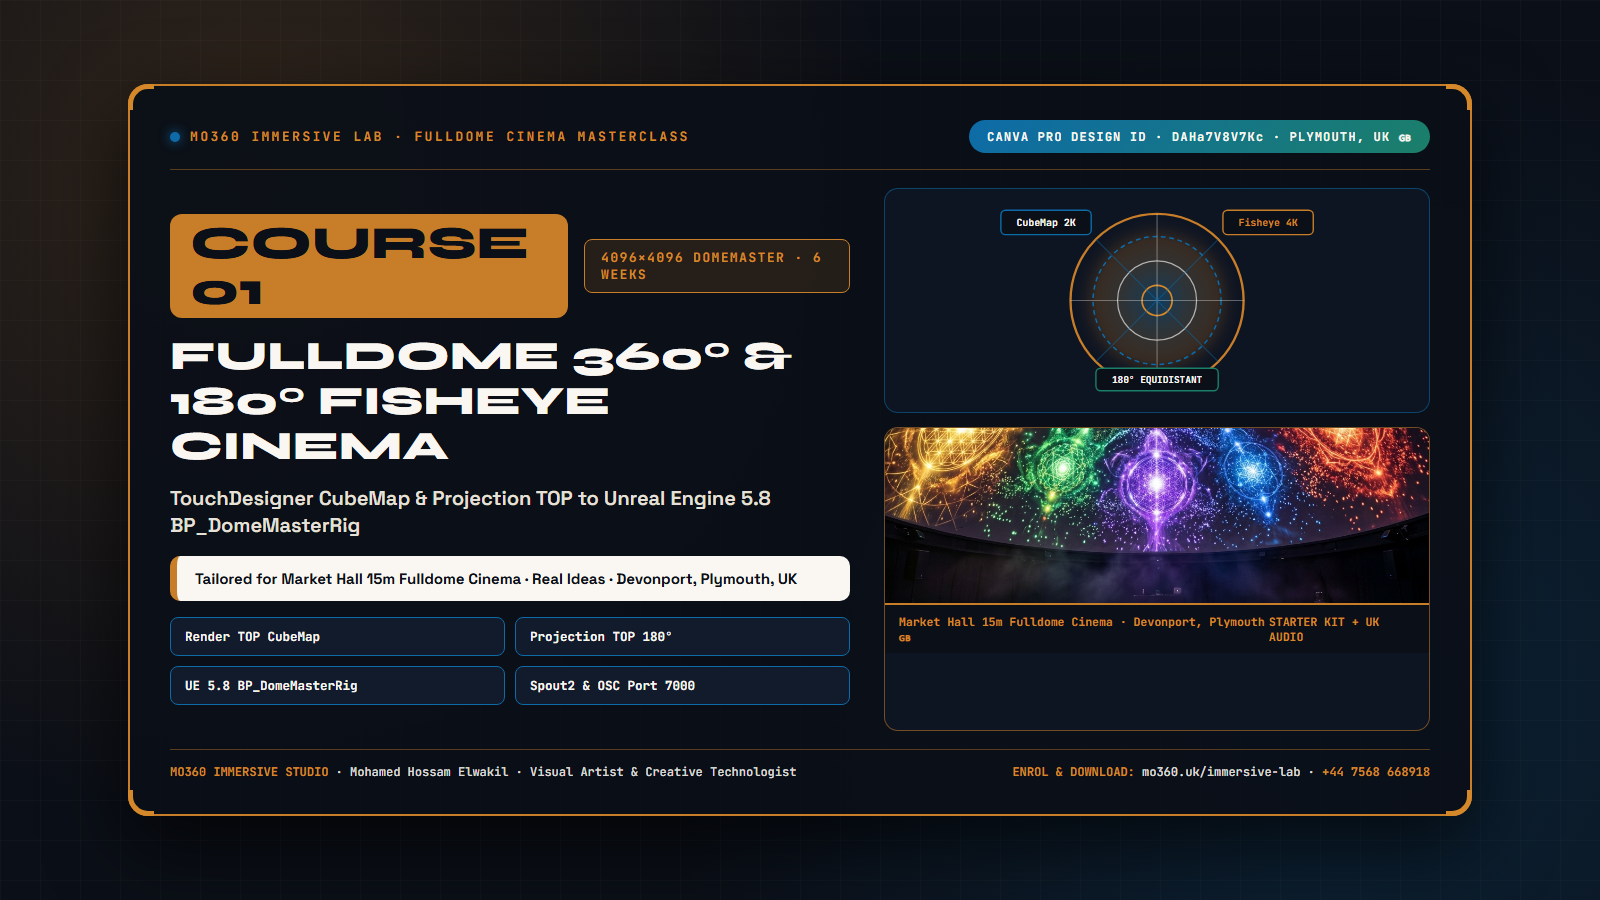 MO360 IMMERSIVE LAB · FULLDOME CINEMA MASTERCLASS
CANVA PRO DESIGN ID · DAHa7V8V7Kc · PLYMOUTH, UK GB
COURSE
01
4096×4096 DOMEMASTER · 6
WEEKS
FULLDOME 360° &
180° FISHEYE
CINEMA
TouchDesigner CubeMap & Projection TOP to Unreal Engine 5.8
BP_DomeMasterRig
Tailored for Market Hall 15m Fulldome Cinema · Real Ideas · Devonport, Plymouth, UK
Render TOP CubeMap
Projection TOP 180°
UE 5.8 BP_DomeMasterRig
Spout2 & OSC Port 7000
CubeMap 2K
Fisheye 4K
180° EQUIDISTANT
Market Hall 15m Fulldome Cinema · Devonport, Plymouth
GB
STARTER KIT + UK
AUDIO
MO360 IMMERSIVE STUDIO · Mohamed Hossam Elwakil · Visual Artist & Creative Technologist
ENROL & DOWNLOAD: mo360.uk/immersive-lab · +44 7568 668918